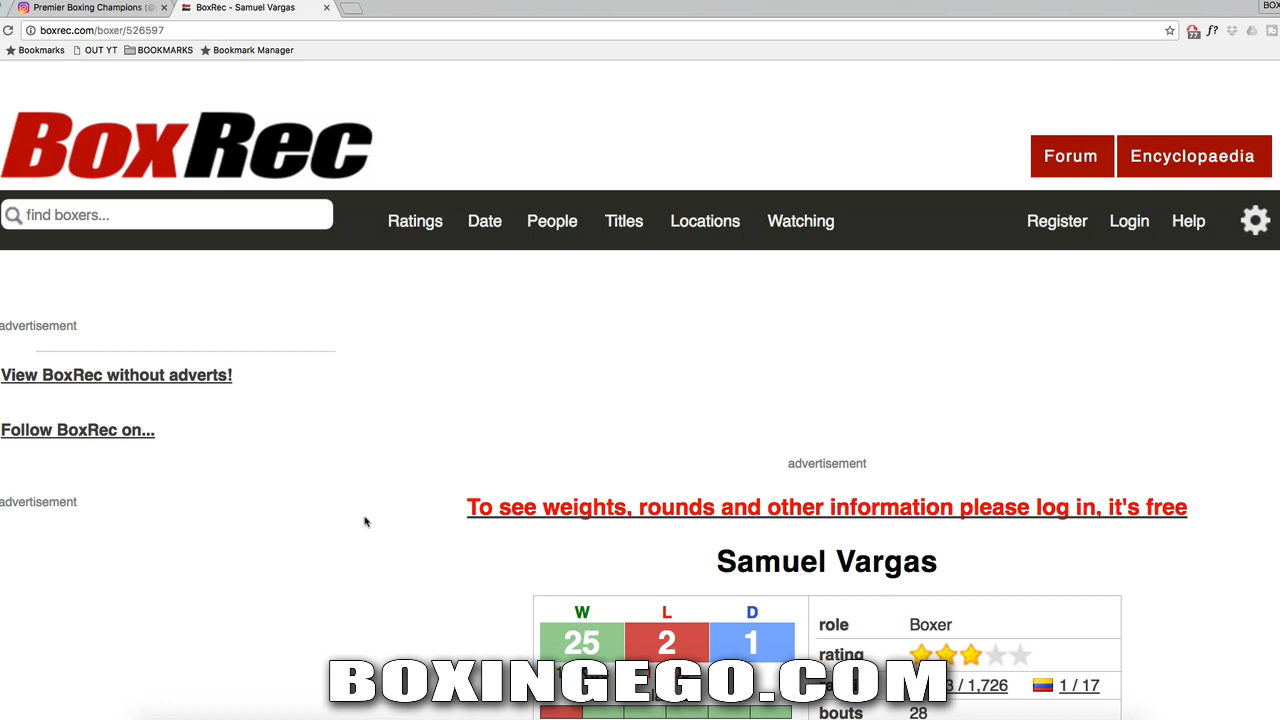 Premier Boxing Champions (@
BoxRec - Samuel Vargas
BOX
boxrec.com/boxer/526597
77
f?
Bookmarks
OUT YT
BOOKMARKS
Bookmark Manager
BoxRec
Forum
Encyclopaedia
find boxers...
Ratings
Date
People
Titles
Locations
Watching
Register
Login
Help
advertisement
View BoxRec without adverts!
Follow BoxRec on...
advertisement
advertisement
To see weights, rounds and other information please log in, it's free
Samuel Vargas
W
L
D
25
2
1
role
Boxer
rating
/ 1,726
1 / 17
bouts
28
BOXINGEGO.COM